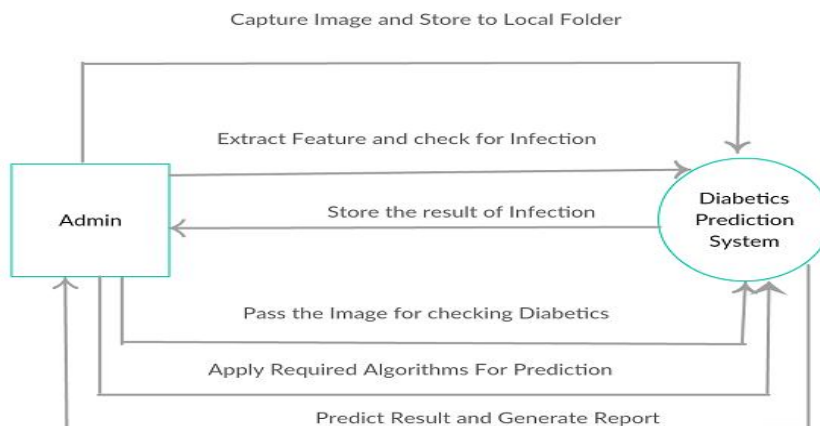 Capture Image and Store to Local Folder
Extract Feature and check for Infection
Admin
Store the result of Infection
Diabetics
Prediction
System
Pass the Image for checking Diabetics
Apply Required Algorithms For Prediction
Predict Result and Generate Report